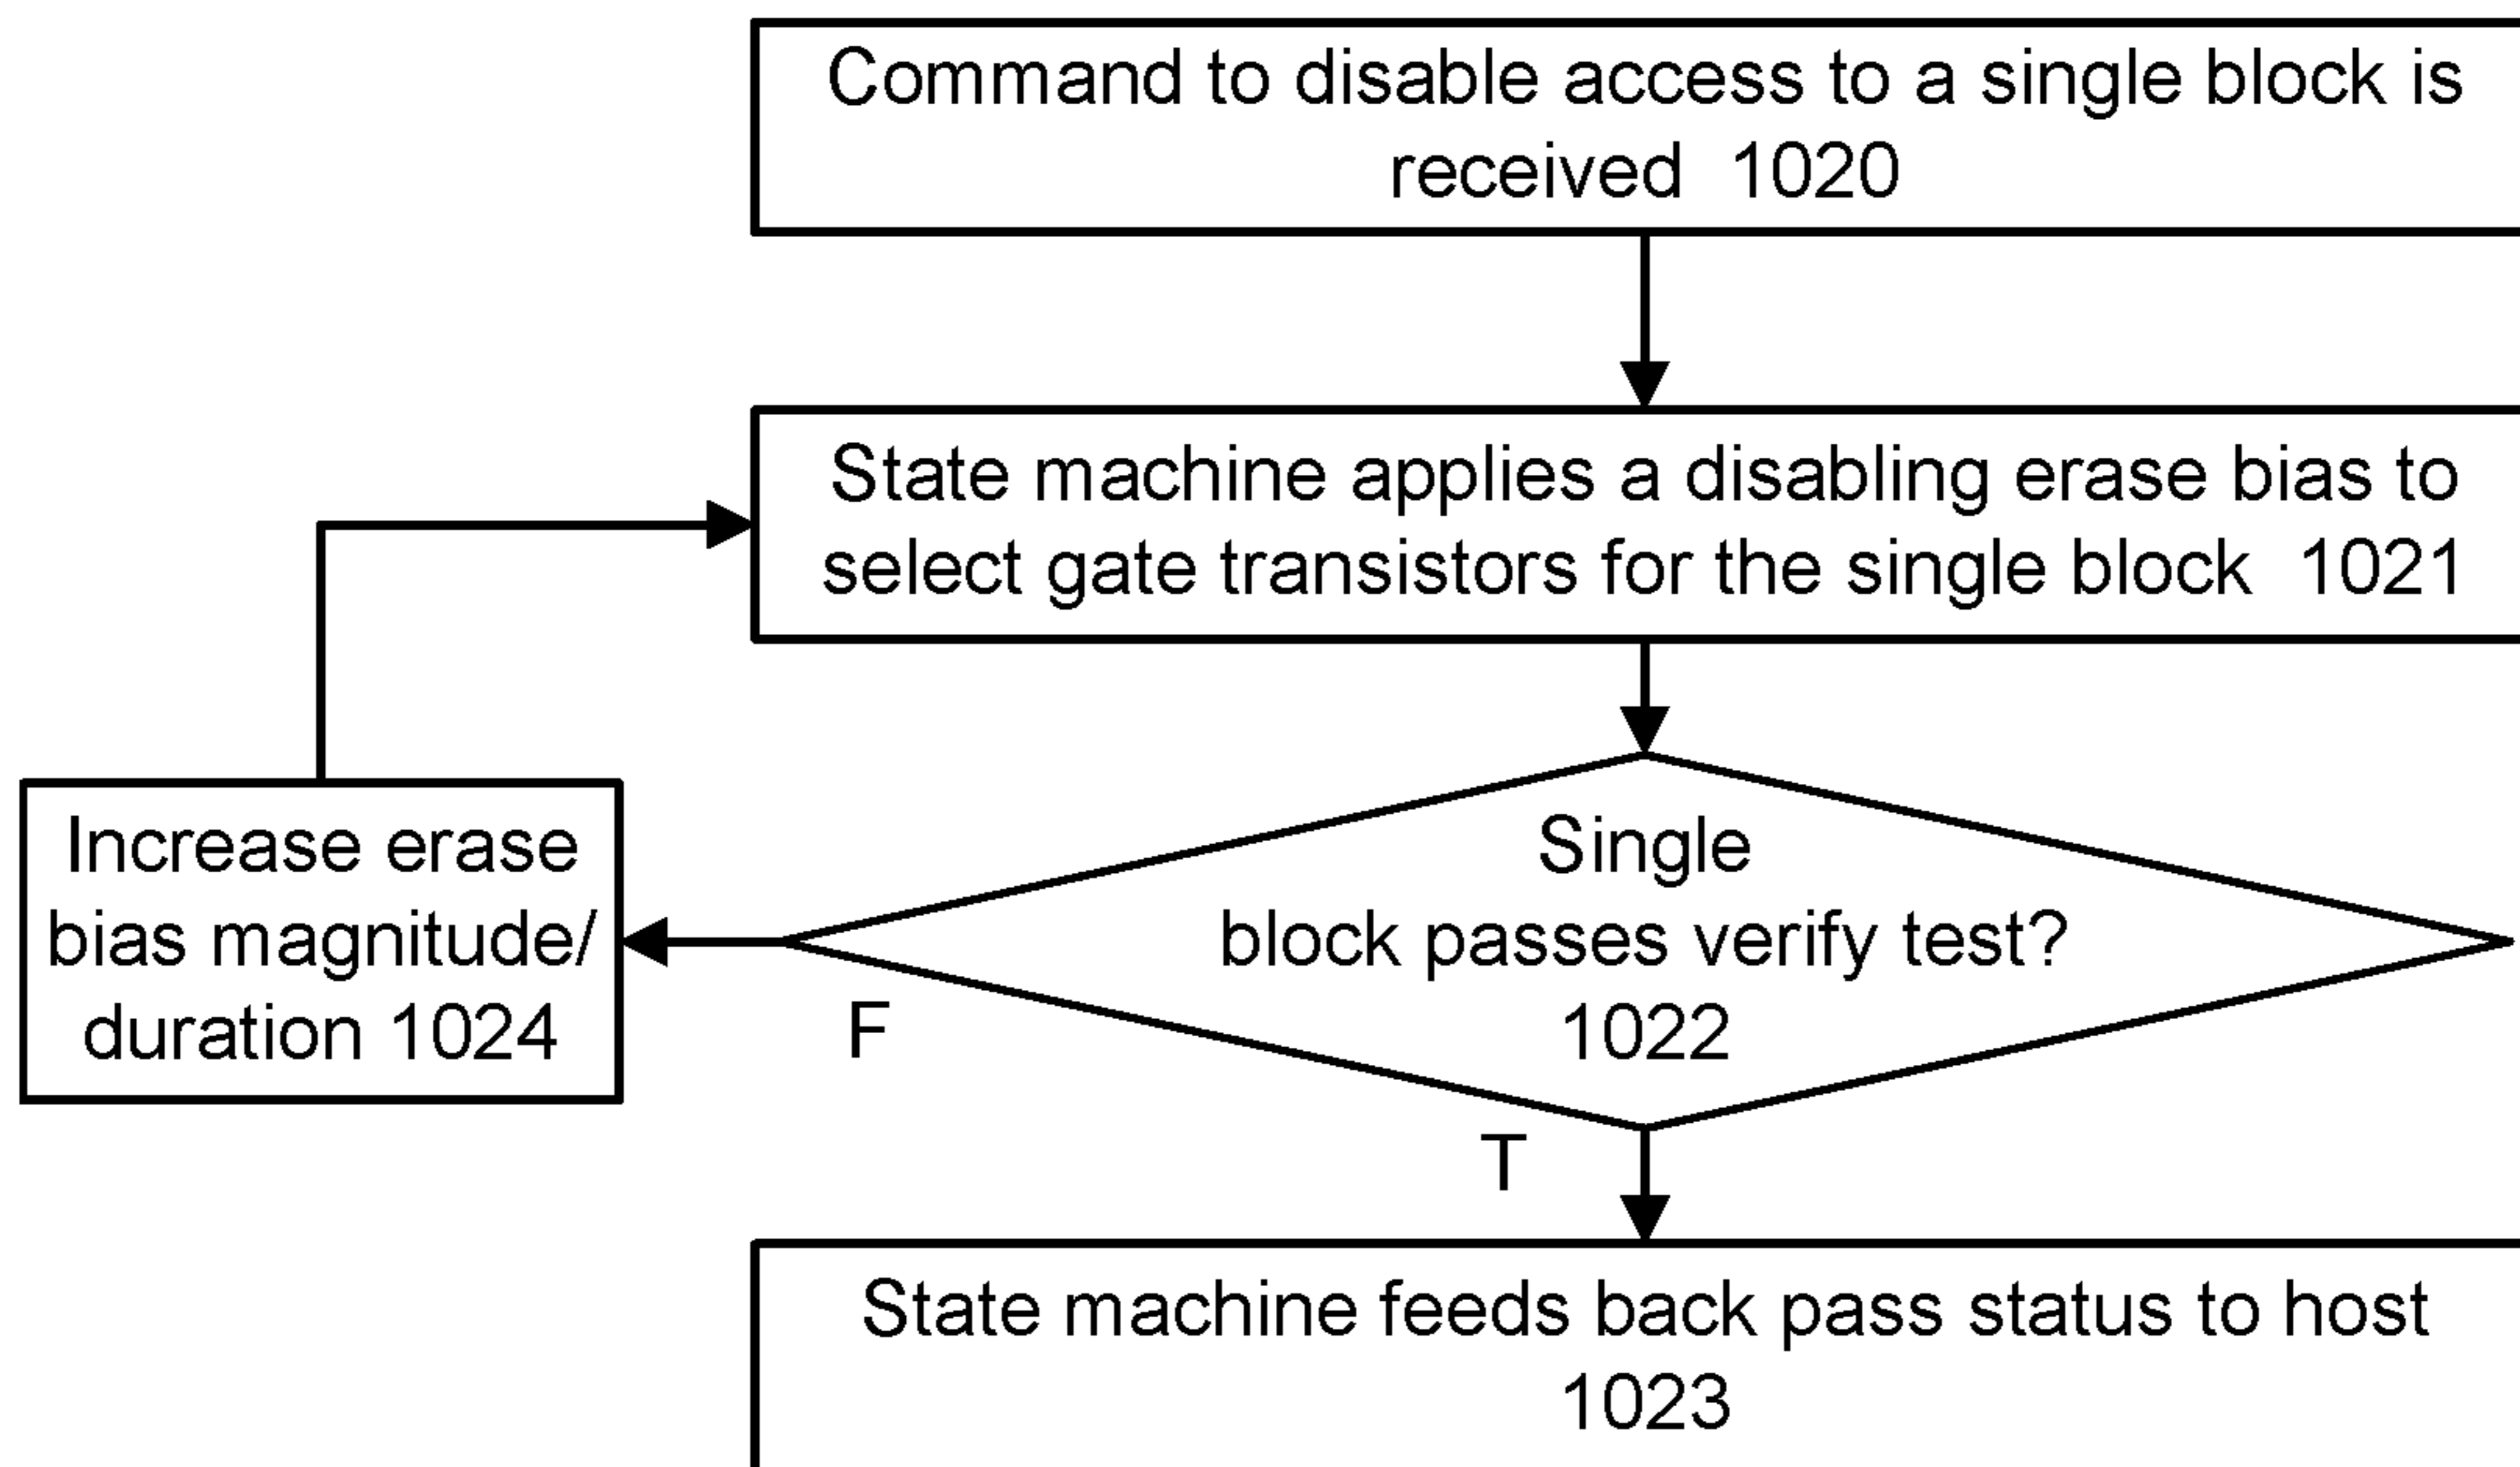 Command to disable access to a single block is
received 1020
State machine applies a disabling erase bias to
select gate transistors for the single block 1021
Single
block passes verify test?
1022
Increase erase
bias magnitude/
duration 1024
F
T
State machine feeds back pass status to host
1023